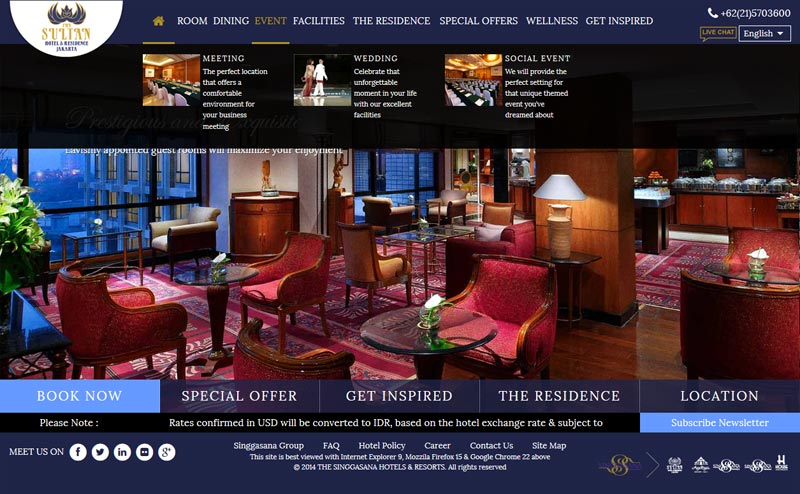 THE
SULTAN
HOTEL & RESIDENCE
JAKARTA
ROOM DINING EVENT FACILITIES THE RESIDENCE SPECIAL OFFERS WELLNESS GET INSPIRED
+62(21)5703600
LIVE CHAT English
MEETING
The perfect location
that offers a
comfortable
environment for
your business
meeting
WEDDING
Celebrate that
unforgettable
moment in your life
with our excellent
facilities
SOCIAL EVENT
We will provide the
perfect setting for
that unique themed
event you've
dreamed about
Prestigious and Exquisite
Lavishly appointed guest rooms will maximize your enjoyment
BOOK NOW SPECIAL OFFER GET INSPIRED THE RESIDENCE LOCATION
Please Note : Rates confirmed in USD will be converted to IDR, based on the hotel exchange rate & subject to Subscribe Newsletter
MEET US ON
Singgasana Group FAQ Hotel Policy Career Contact Us Site Map
This site is best viewed with Internet Explorer 9, Mozzila Firefox 15 & Google Chrome 22 above
© 2014 THE SINGGASANA HOTELS & RESORTS. All rights reserved